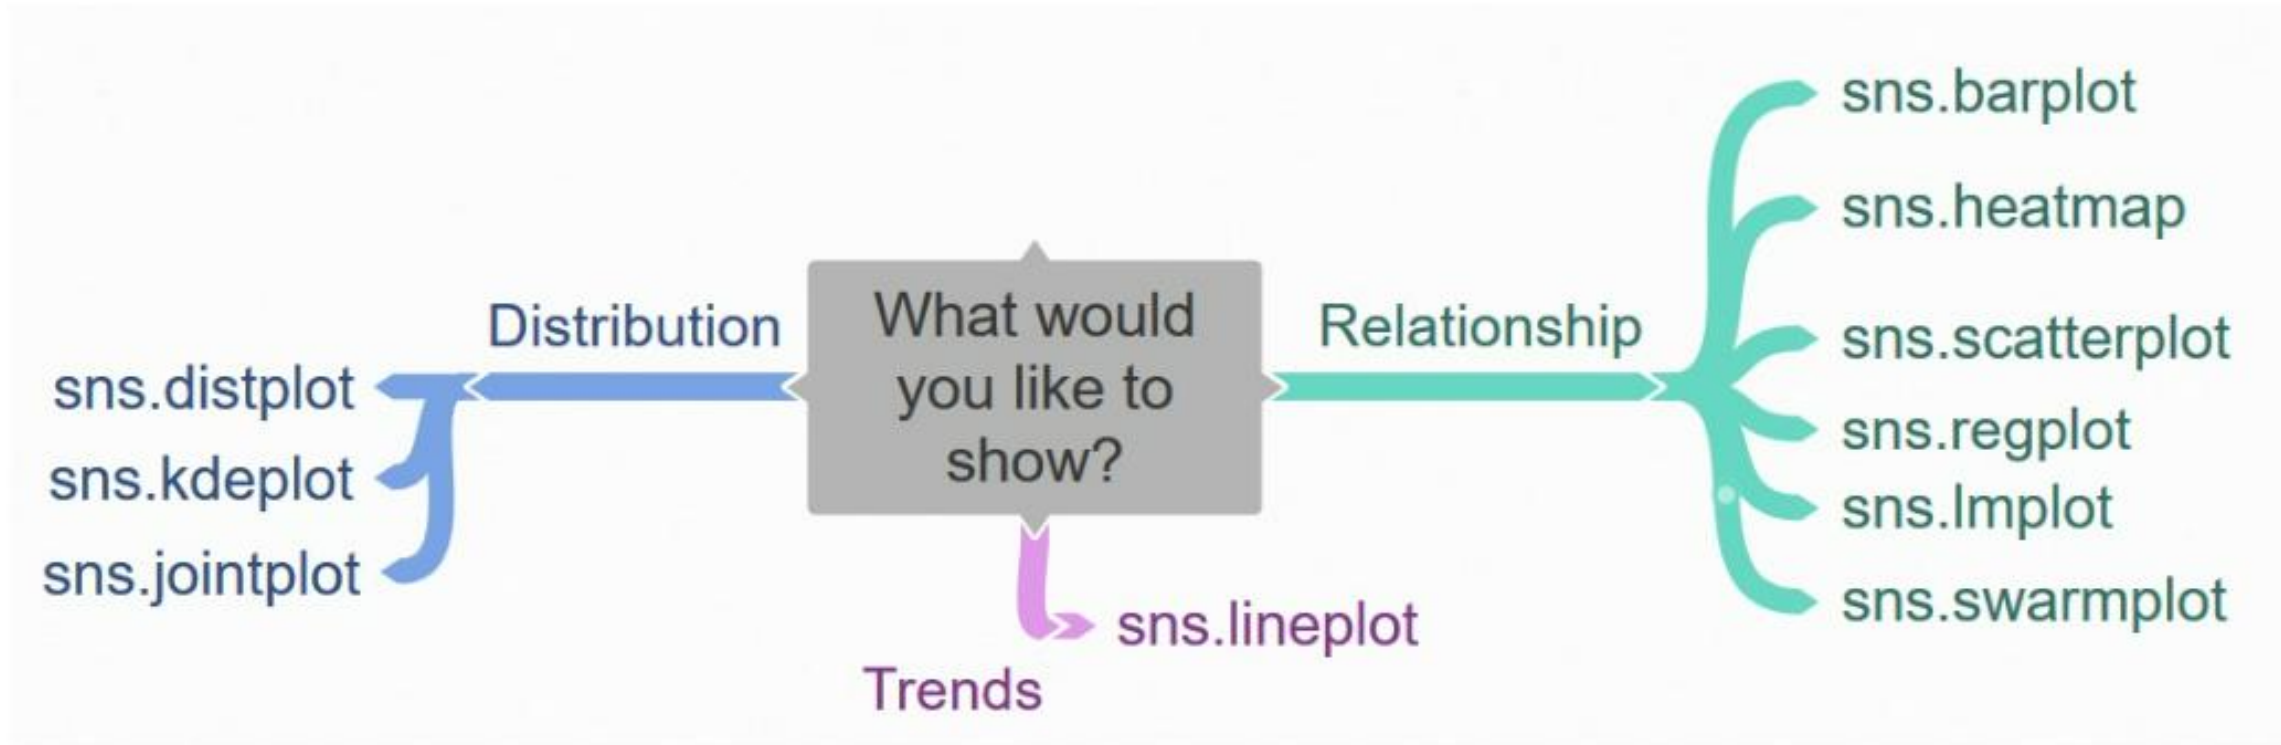 What would
you like to
show?
Distribution
sns.distplot
sns.kdeplot
sns.jointplot
Trends
sns.lineplot
Relationship
sns.barplot
sns.heatmap
sns.scatterplot
sns.regplot
sns.lmplot
sns.swarmplot